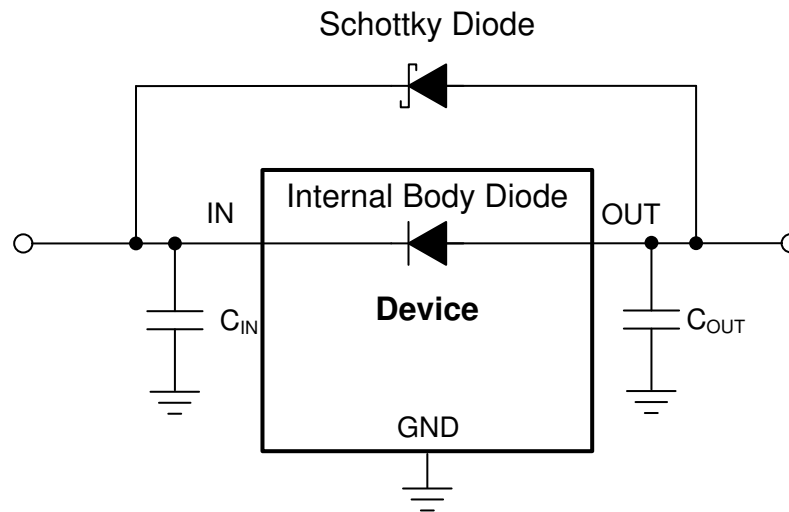 Schottky Diode
Internal Body Diode
IN
OUT
Device
CIN
COUT
GND